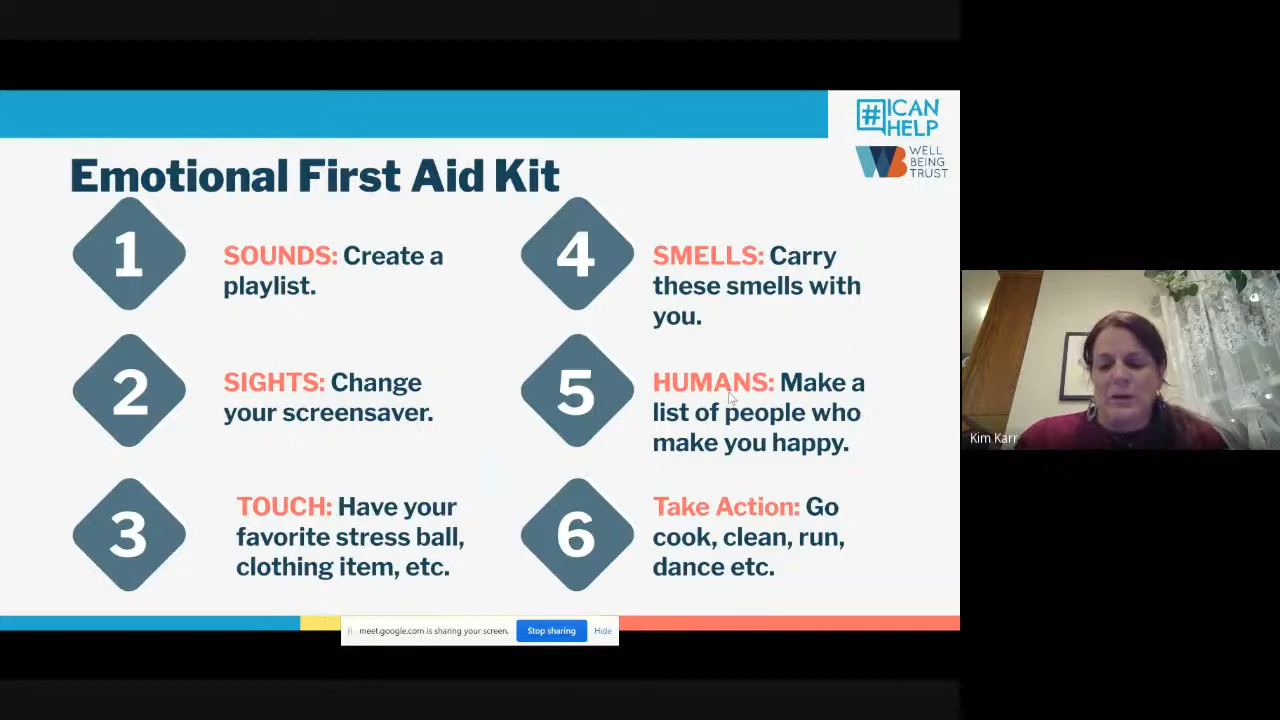 #ICAN
HELP
WELL
BEING
TRUST
WB
Emotional First Aid Kit
1
SOUNDS: Create a
playlist.
2
SIGHTS: Change
your screensaver.
3
TOUCH: Have your
favorite stress ball,
clothing item, etc.
4
SMELLS: Carry
these smells with
you.
5
HUMANS: Make a
list of people who
make you happy.
6
Take Action: Go
cook, clean, run,
dance etc.
meet.google.com is sharing your screen. Stop sharing Hide
Kim Karr